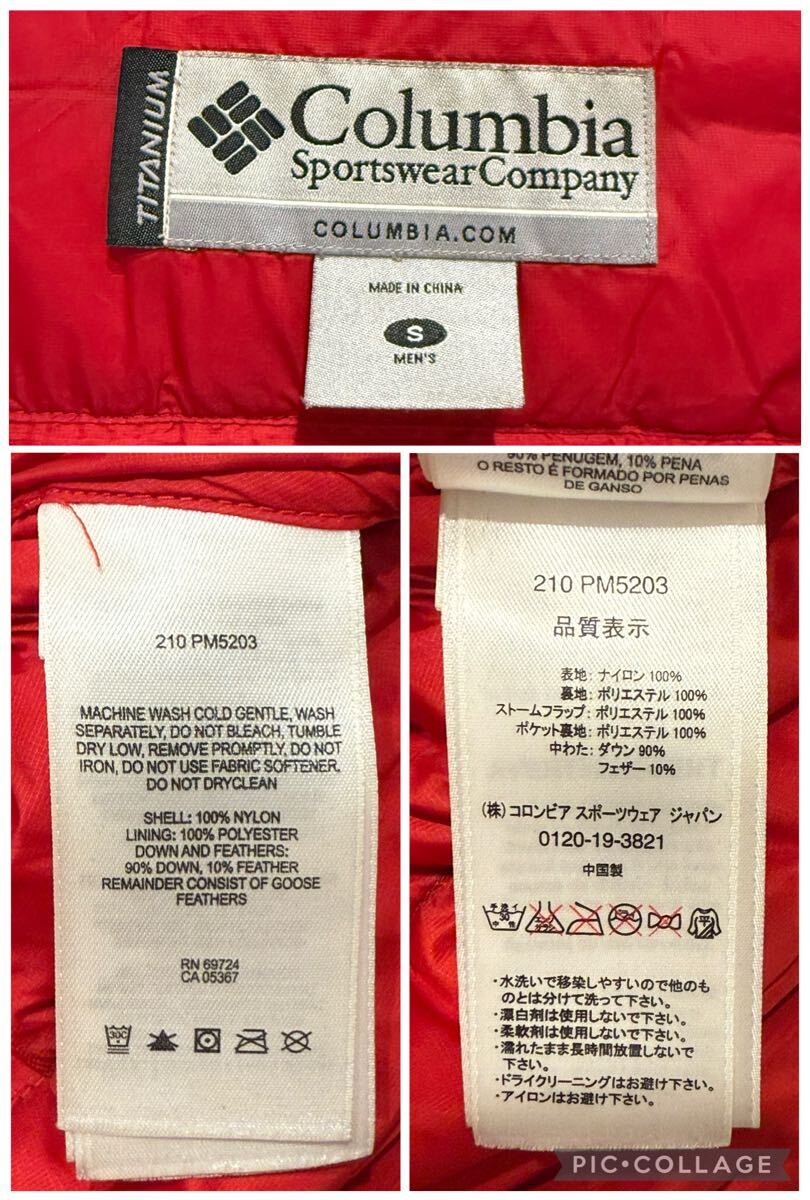 TITANIUM
Columbia
Sportswear Company
COLUMBIA.COM
MADE IN CHINA
S
MEN'S
210 PM5203
MACHINE WASH COLD GENTLE, WASH
SEPARATELY, DO NOT BLEACH, TUMBLE
DRY LOW, REMOVE PROMPTLY, DO NOT
IRON, DO NOT USE FABRIC SOFTENER.
DO NOT DRYCLEAN
SHELL: 100% NYLON
LINING: 100% POLYESTER
DOWN AND FEATHERS:
90% DOWN, 10% FEATHER
REMAINDER CONSIST OF GOOSE
FEATHERS
RN 69724
CA 05367
30C
90% PENUGEM, 10% PENA
O RESTO É FORMADO POR PENAS
DE GANSO
210 PM5203
品質表示
表地: ナイロン 100%
裏地: ポリエステル 100%
ストームフラップ: ポリエステル 100%
ポケット裏地: ポリエステル 100%
中わた: ダウン 90%
フェザー 10%
(株) コロンビア スポーツウェア ジャパン
0120-19-3821
中国製
手洗イ
30
中性
平
・水洗いで移染しやすいので他のも
のとは分けて洗って下さい。
・漂白剤は使用しないで下さい。
・柔軟剤は使用しないで下さい。
・濡れたまま長時間放置しないで
下さい。
・ドライクリーニングはお避け下さい。
・アイロンはお避け下さい。
PIC•COLLAGE